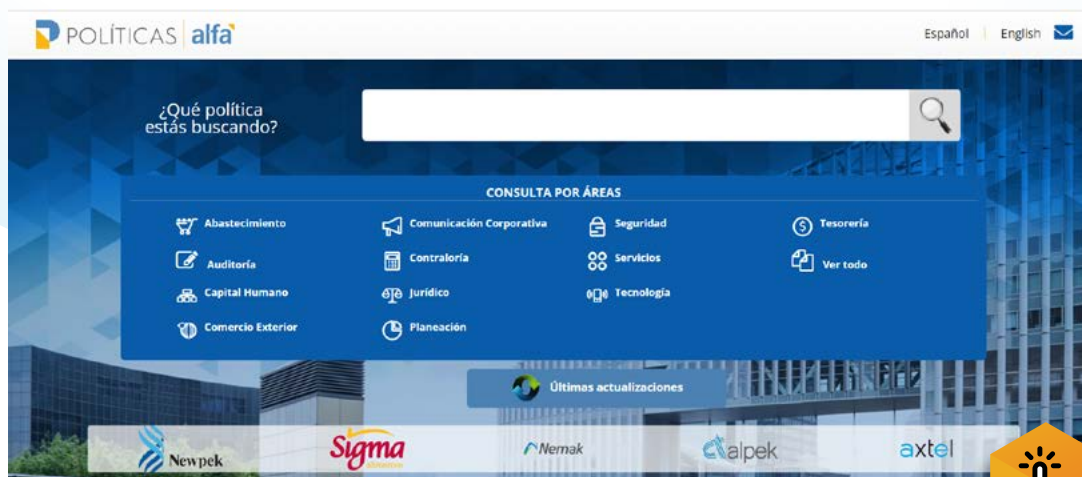 POLÍTICAS alfa
Español English
¿Qué política
estás buscando?
CONSULTA POR ÁREAS
Abastecimiento Comunicación Corporativa Seguridad Tesorería
Auditoría Contraloría Servicios Ver todo
Capital Humano Jurídico Tecnología
Comercio Exterior Planeación
Últimas actualizaciones
Newpek Sigma Nemak alpek axtel